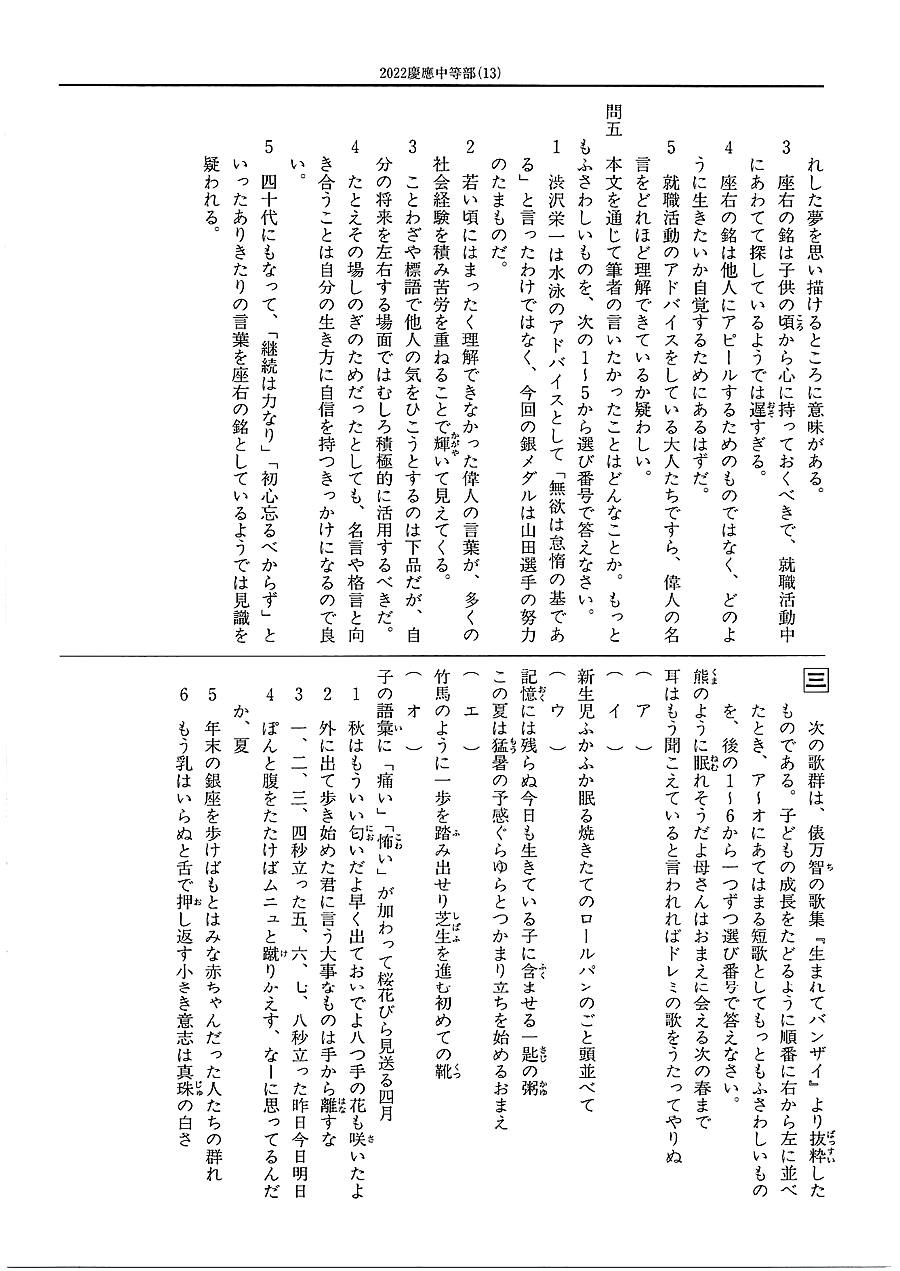 2022慶應中等部(13)
れした夢を思い描けるところに意味がある。
3 座右の銘は子供の頃から心に持っておくべきで、就職活動中
にあわてて探しているようでは遅すぎる。
4 座右の銘は他人にアピールするためのものではなく、どのよ
うに生きたいか自覚するためにあるはずだ。
5 就職活動のアドバイスをしている大人たちですら、偉人の名
言をどれほど理解できているか疑わしい。
問五 本文を通じて筆者の言いたかったことはどんなことか。もっと
もふさわしいものを、次の1〜5から選び番号で答えなさい。
1 渋沢栄一は水泳のアドバイスとして「無欲は怠惰の基であ
る」と言ったわけではなく、今回の銀メダルは山田選手の努力
のたまものだ。
2 若い頃にはまったく理解できなかった偉人の言葉が、多くの
社会経験を積み苦労を重ねることで輝いて見えてくる。
3 ことわざや標語で他人の気をひこうとするのは下品だが、自
分の将来を左右する場面ではむしろ積極的に活用するべきだ。
4 たとえその場しのぎのためだったとしても、名言や格言と向
き合うことは自分の生き方に自信を持つきっかけになるので良
い。
5 四十代にもなって、「継続は力なり」「初心忘るべからず」と
いったありきたりの言葉を座右の銘としているようでは見識を
疑われる。
三 次の歌群は、俵万智の歌集『生まれてバンザイ』より抜粋した
ものである。子どもの成長をたどるように順番に右から左に並べ
たとき、ア〜オにあてはまる短歌としてもっともふさわしいもの
を、後の1〜6から一つずつ選び番号で答えなさい。
熊のように眠れそうだよ母さんはおまえに会える次の春まで
耳はもう聞こえていると言われればドレミの歌をうたってやりぬ
（ ア ）
（ イ ）
新生児ふかふか眠る焼きたてのロールパンのごと頭並べて
（ ウ ）
記憶には残らぬ今日も生きている子に含ませる一匙の粥
この夏は猛暑の予感ぐらゆらとつかまり立ちを始めるおまえ
（ エ ）
竹馬のように一歩を踏み出せり芝生を進む初めての靴
（ オ ）
子の語彙に「痛い」「怖い」が加わって桜花びら見送る四月
1 秋はもういい匂いだよ早く出ておいでよ八つ手の花も咲いたよ
2 外に出て歩き始めた君に言う大事なものは手から離すな
3 一、二、三、四秒立った五、六、七、八秒立った昨日今日明日
4 ぽんと腹をたたけばムニュと蹴りかえす、なーに思ってるんだ
か、夏
5 年末の銀座を歩けばもとはみな赤ちゃんだった人たちの群れ
6 もう乳はいらぬと舌で押し返す小さき意志は真珠の白さ